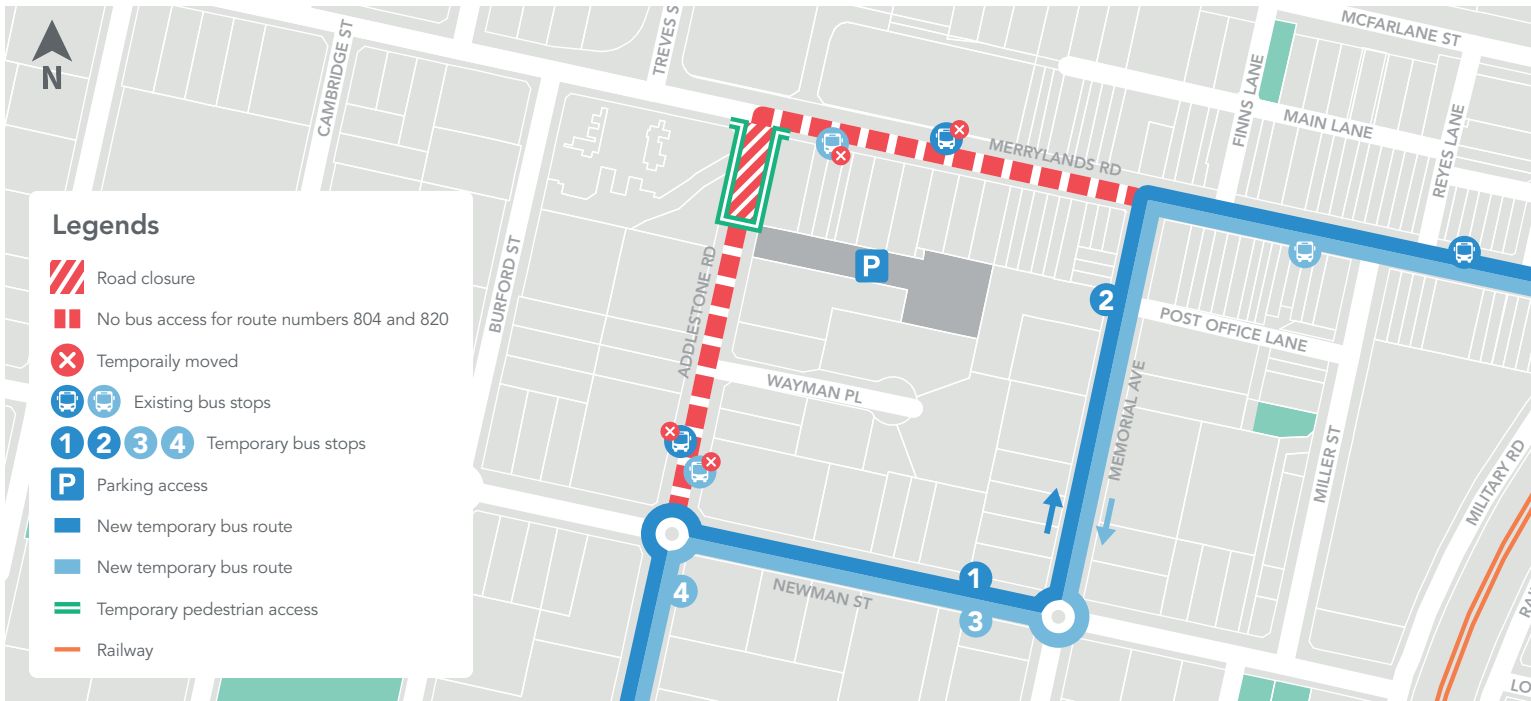 N
CAMBRIDGE ST
TREVES S
MCFARLANE ST
FINNS LANE
MAIN LANE
REYES LANE
MERRYLANDS RD
BURFORD ST
ADDLESTONE RD
P
2
POST OFFICE LANE
WAYMAN PL
MEMORIAL AVE
MILLER ST
MILITARY RD
1
3
4
NEWMAN ST
RA
LO
Legends
Road closure
No bus access for route numbers 804 and 820
Temporaily moved
Existing bus stops
1 2 3 4 Temporary bus stops
P Parking access
New temporary bus route
New temporary bus route
Temporary pedestrian access
Railway